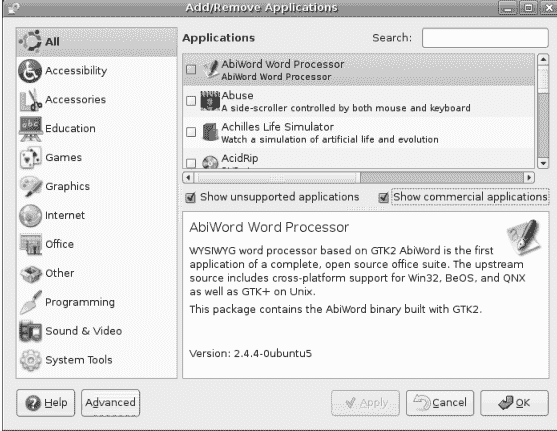 Add/Remove Applications
All
Accessibility
Accessories
Education
Games
Graphics
Internet
Office
Other
Programming
Sound & Video
System Tools
Applications
Search:
AbiWord Word Processor
AbiWord Word Processor
Abuse
A side-scroller controlled by both mouse and keyboard
Achilles Life Simulator
Watch a simulation of artificial life and evolution
AcidRip
Show unsupported applications
Show commercial applications
AbiWord Word Processor
WYSIWYG word processor based on GTK2 AbiWord is the first
application of a complete, open source office suite. The upstream
source includes cross-platform support for Win32, BeOS, and QNX
as well as GTK+ on Unix.
This package contains the AbiWord binary built with GTK2.
Version: 2.4.4-0ubuntu5
Help
Advanced
Apply
Cancel
OK